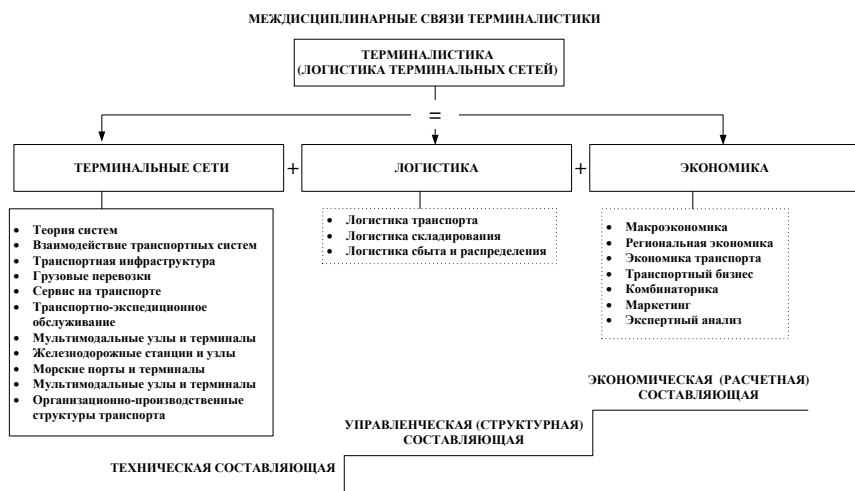 МЕЖДИСЦИПЛИНАРНЫЕ СВЯЗИ ТЕРМИНАЛИСТИКИ
ТЕРМИНАЛИСТИКА
(ЛОГИСТИКА ТЕРМИНАЛЬНЫХ СЕТЕЙ)
=
ТЕРМИНАЛЬНЫЕ СЕТИ + ЛОГИСТИКА + ЭКОНОМИКА
• Теория систем
• Взаимодействие транспортных систем
• Транспортная инфраструктура
• Грузовые перевозки
• Сервис на транспорте
• Транспортно-экспедиционное
обслуживание
• Мультимодальные узлы и терминалы
• Железнодорожные станции и узлы
• Морские порты и терминалы
• Мультимодальные узлы и терминалы
• Организационно-производственные
структуры транспорта
• Логистика транспорта
• Логистика складирования
• Логистика сбыта и распределения
• Макроэкономика
• Региональная экономика
• Экономика транспорта
• Транспортный бизнес
• Комбинаторика
• Маркетинг
• Экспертный анализ
ТЕХНИЧЕСКАЯ СОСТАВЛЯЮЩАЯ
УПРАВЛЕНЧЕСКАЯ (СТРУКТУРНАЯ)
СОСТАВЛЯЮЩАЯ
ЭКОНОМИЧЕСКАЯ (РАСЧЕТНАЯ)
СОСТАВЛЯЮЩАЯ